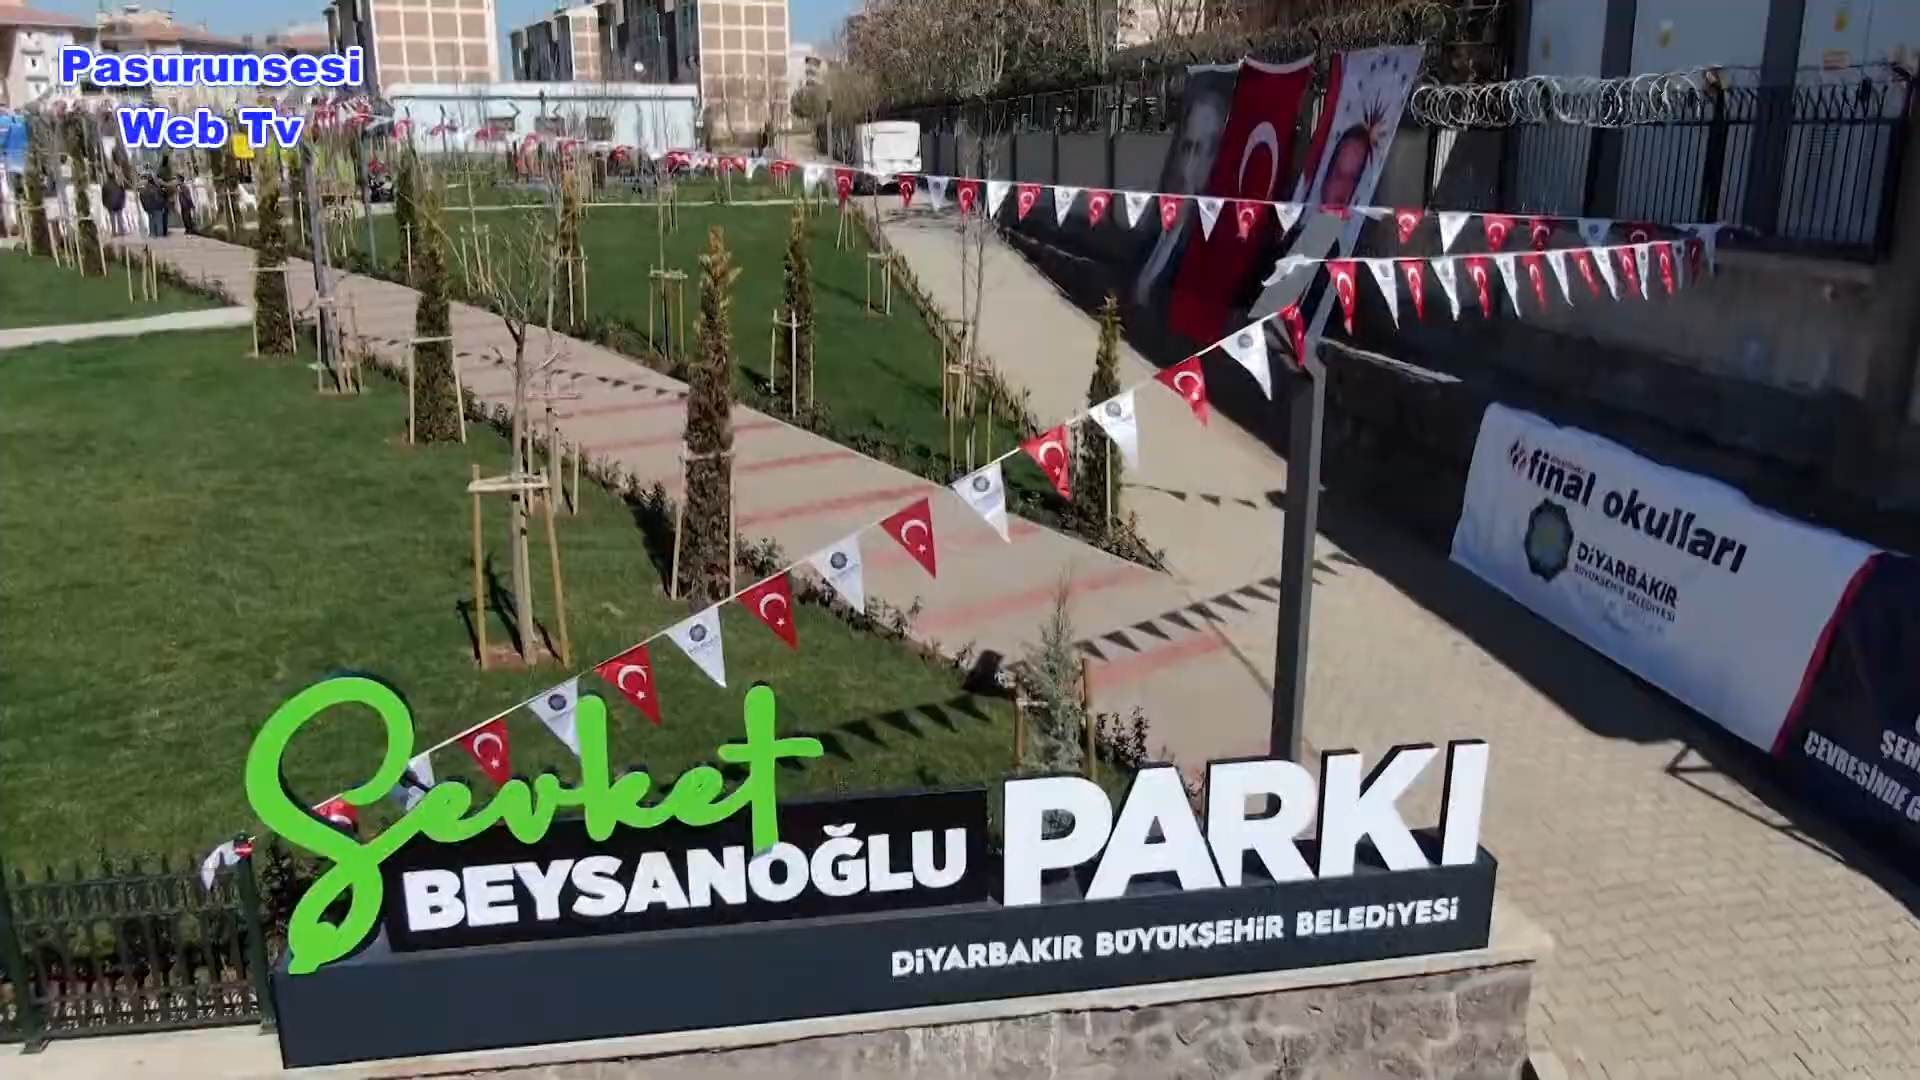 Pasurunsesi
Web Tv
final okulları
DİYARBAKIR
BÜYÜKŞEHİR BELEDİYESİ
ÇEVRESİNDE
Şevket
BEYSANOĞLU PARKI
DİYARBAKIR BÜYÜKŞEHİR BELEDİYESİ